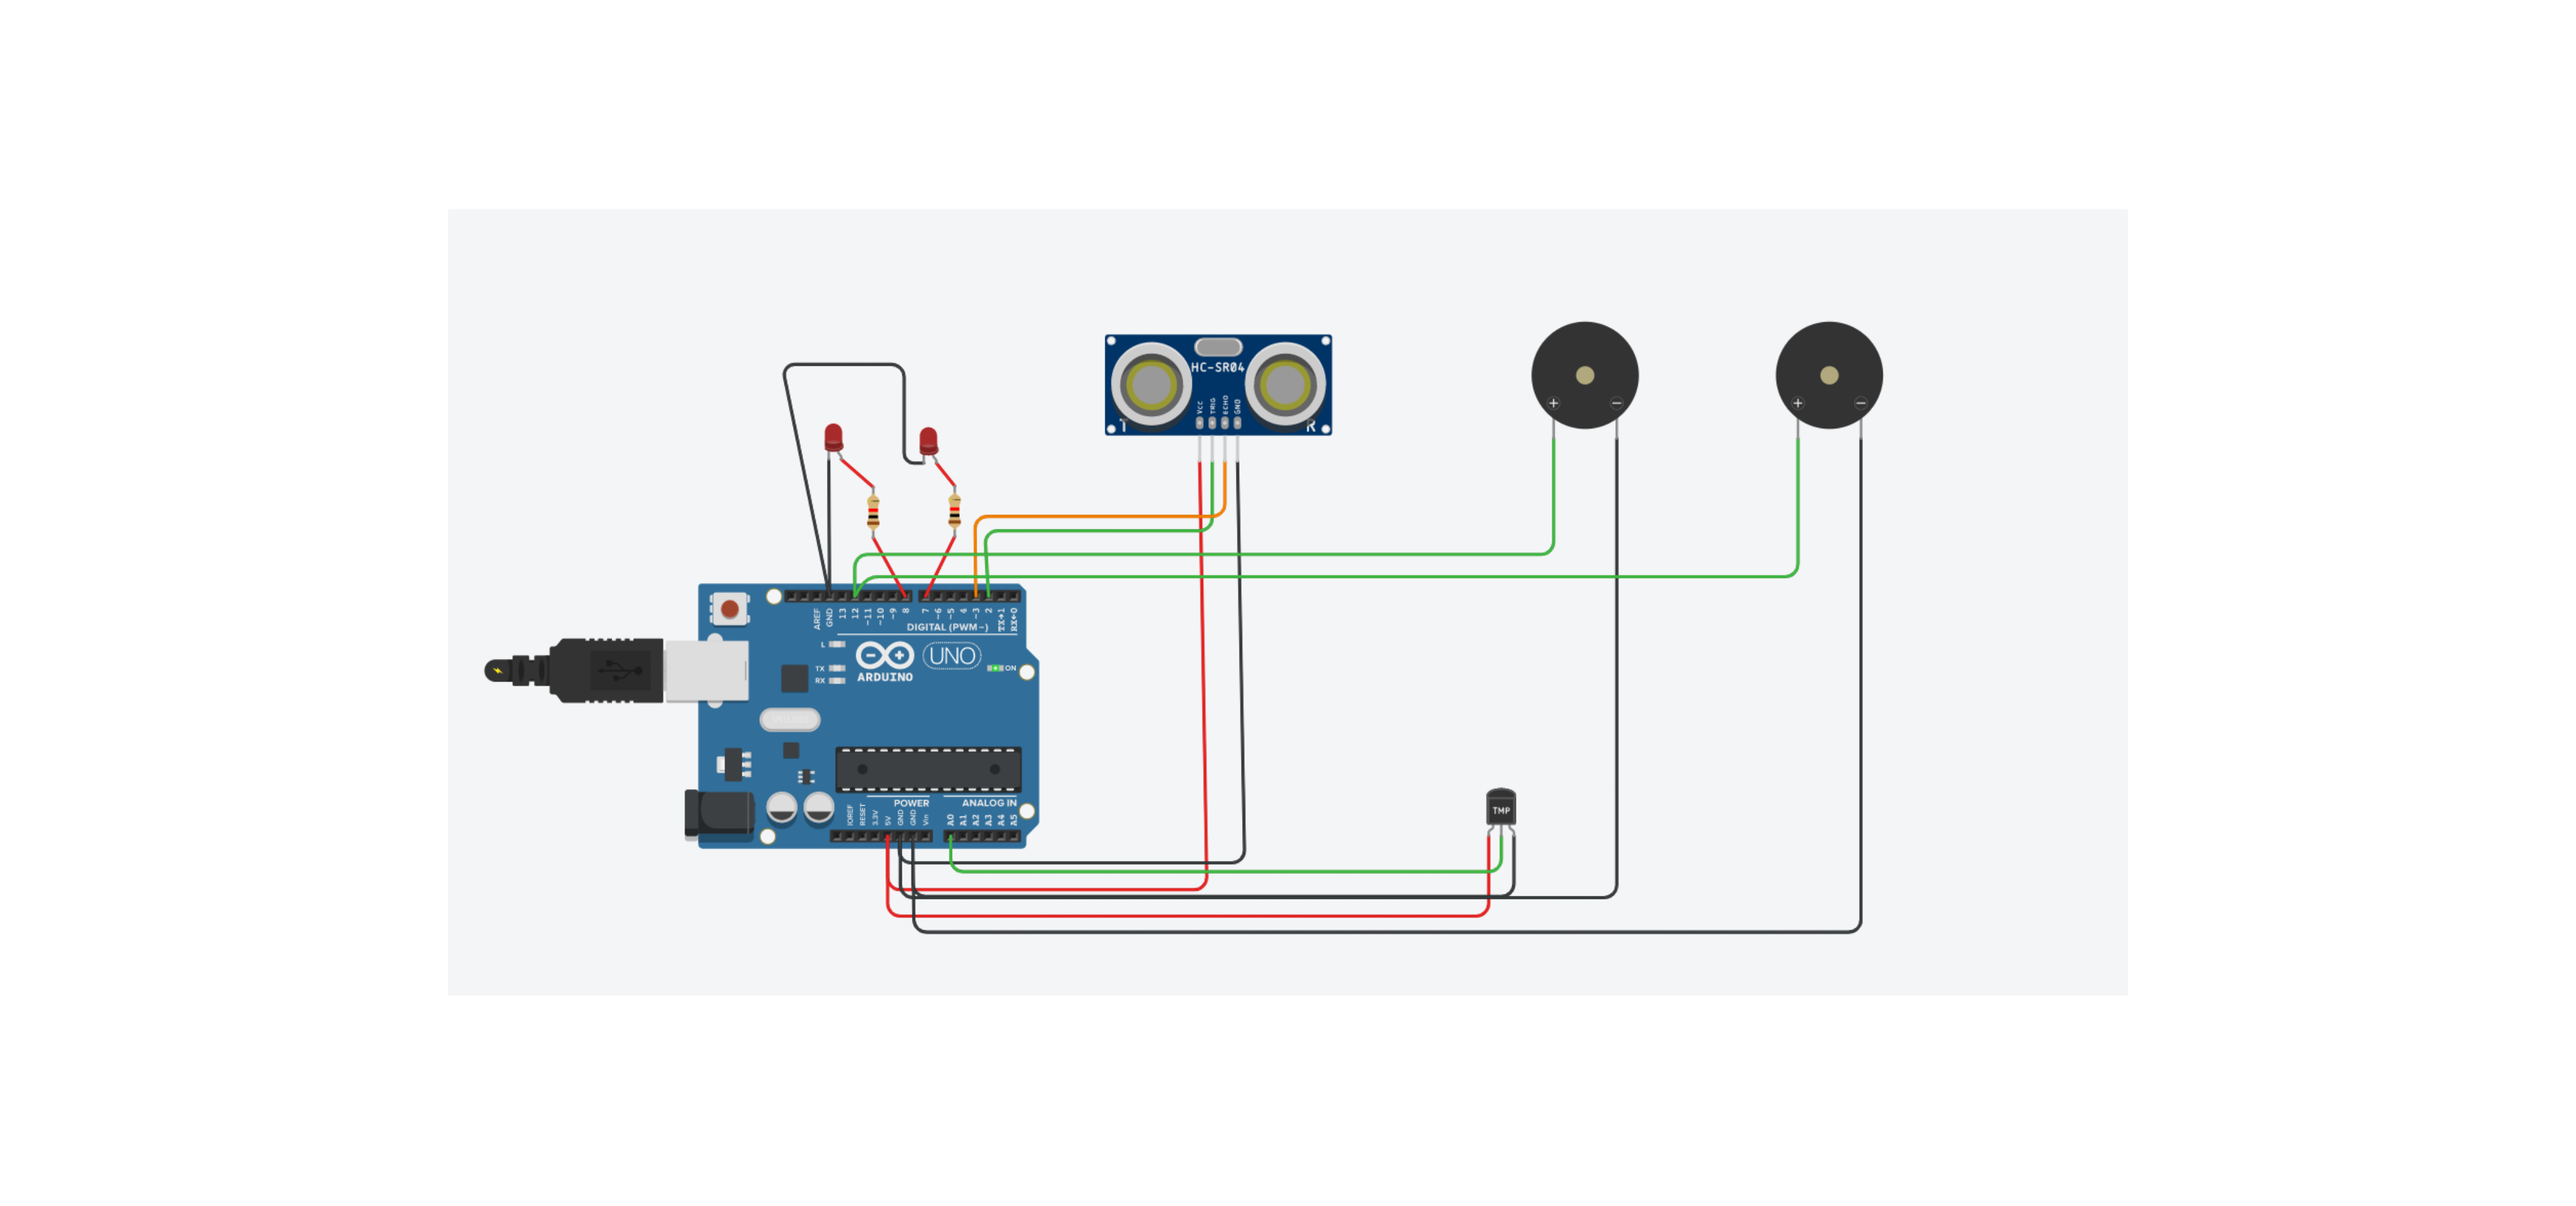 HC-SR04
VCC
TRIG
ECHO
GND
T
R
+
−
+
−
AREF
GND
13
12
~11
~10
~9
8
7
~6
~5
4
~3
2
TX→1
RX←0
DIGITAL (PWM~)
L
TX
RX
UNO
ON
ARDUINO
POWER
ANALOG IN
IOREF
RESET
3.3V
5V
GND
GND
Vin
A0
A1
A2
A3
A4
A5
TMP